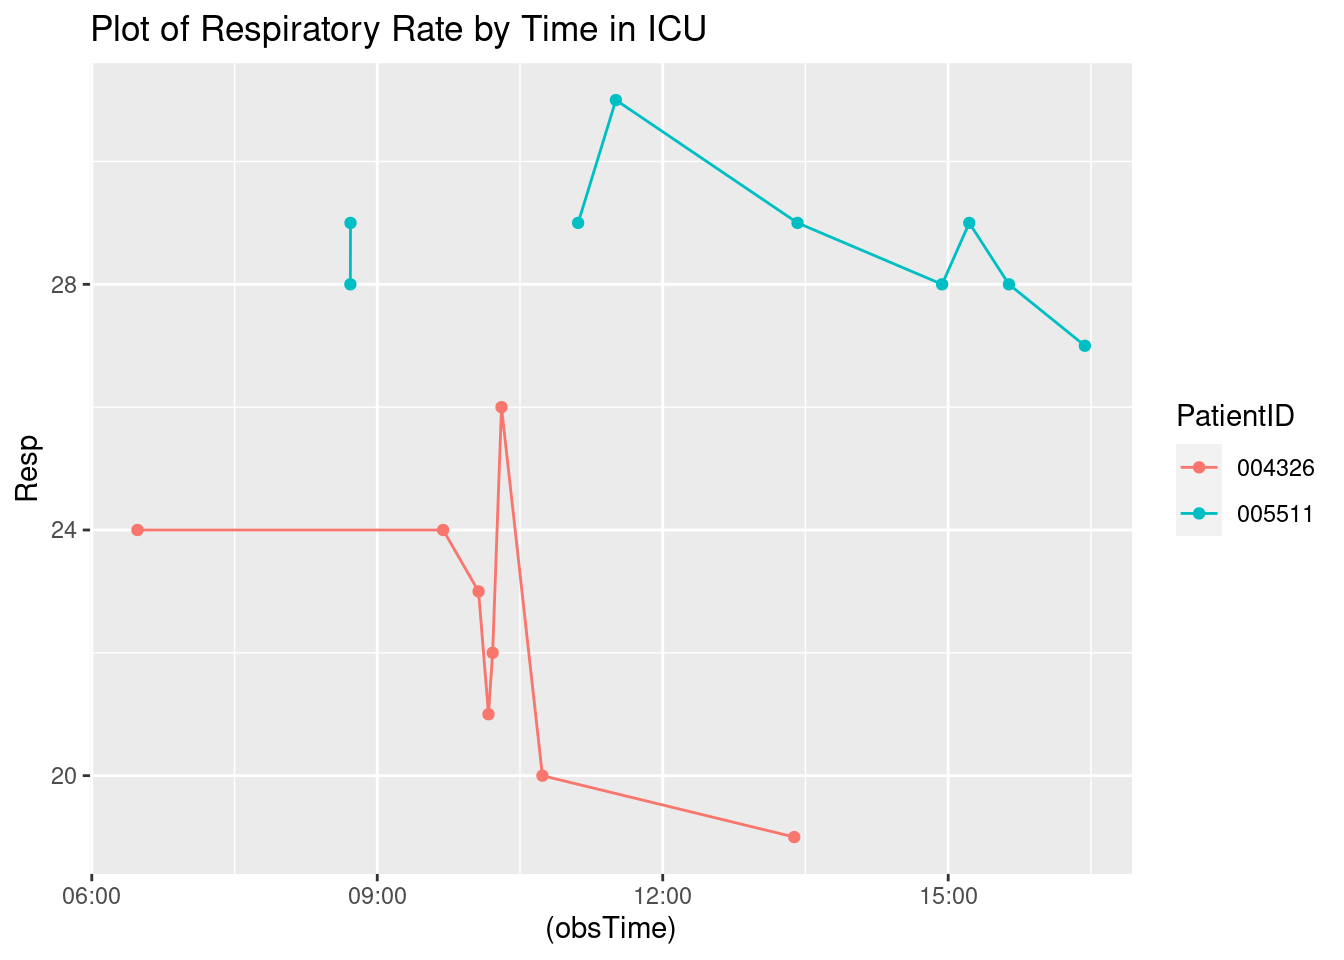 Plot of Respiratory Rate by Time in ICU
Resp
28
24
20
06:00 09:00 12:00 15:00
(obsTime)
PatientID
004326
005511